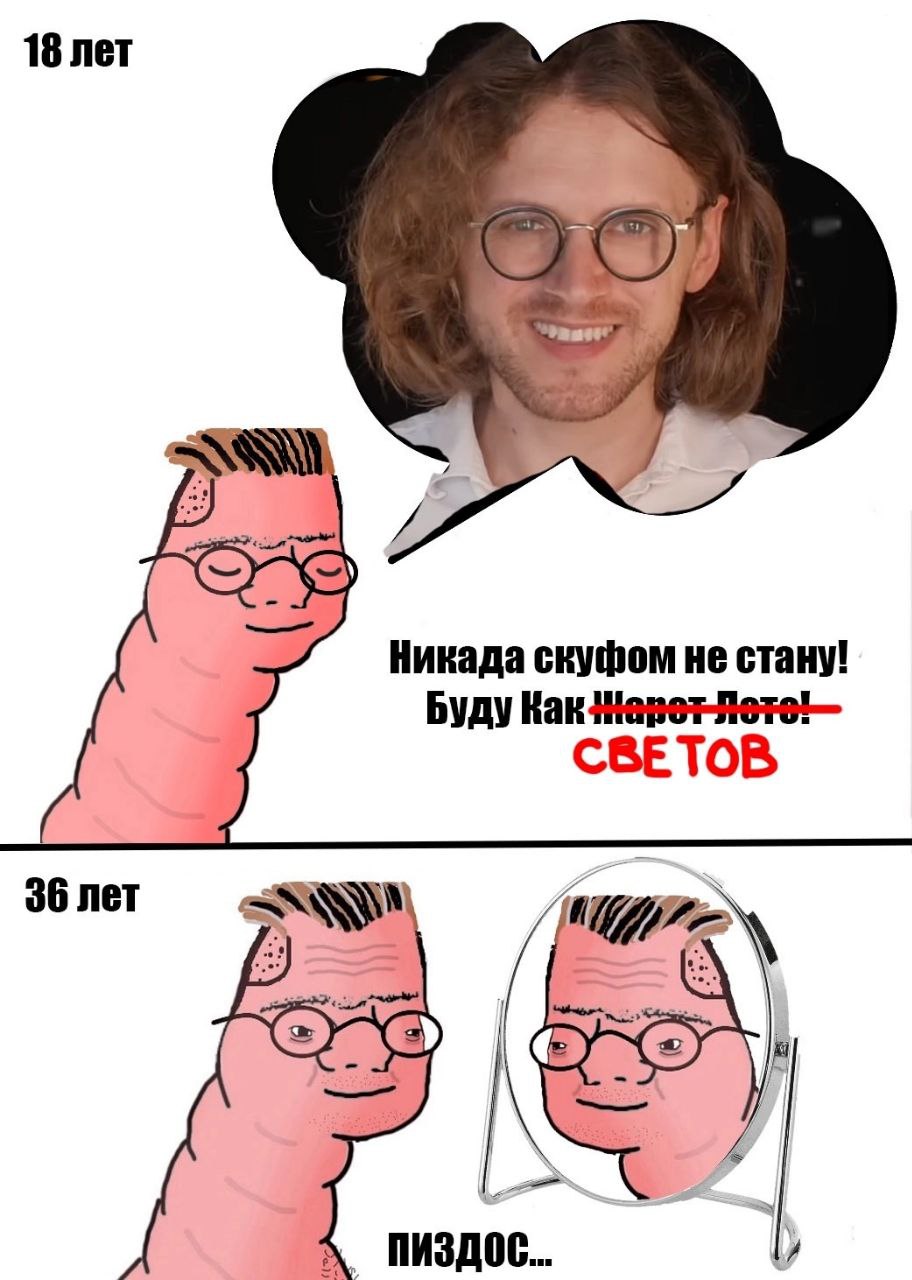 18 лет
Никада скуфом не стану!
Буду Как Жарет Лето!
СВЕТОВ
36 лет
пиздос...